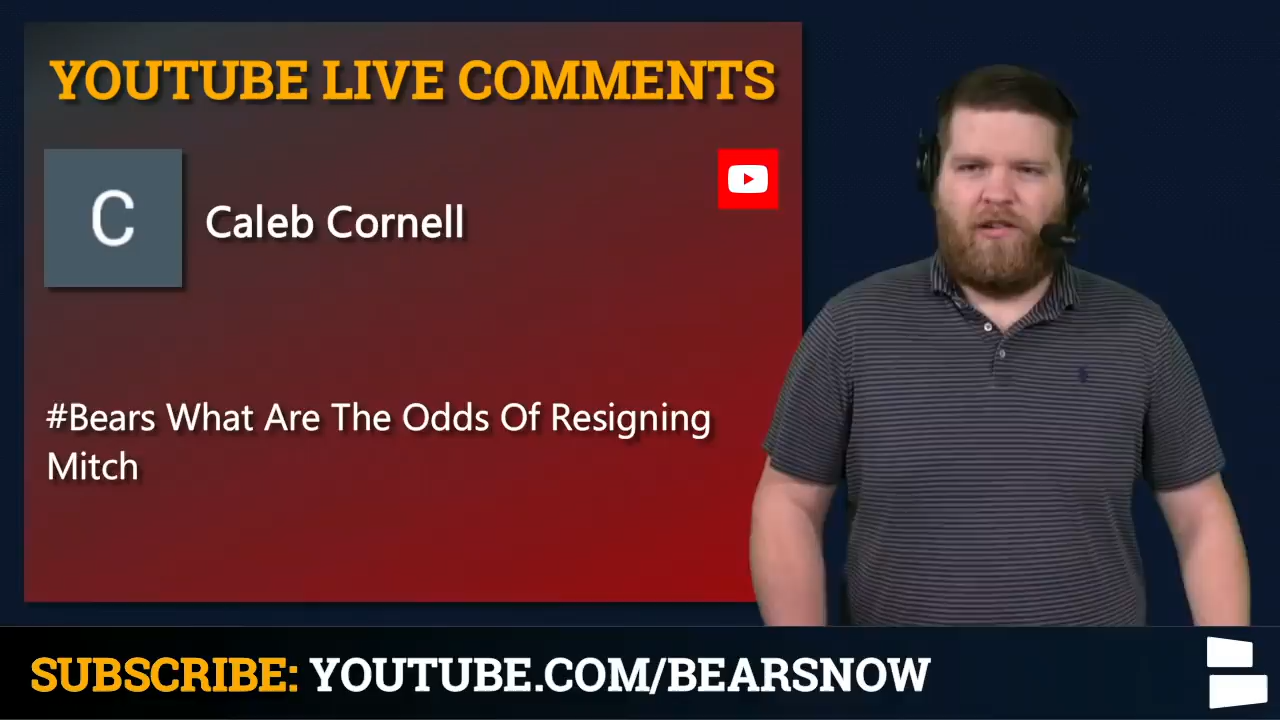 YOUTUBE LIVE COMMENTS
C
Caleb Cornell
#Bears What Are The Odds Of Resigning
Mitch
SUBSCRIBE: YOUTUBE.COM/BEARSNOW